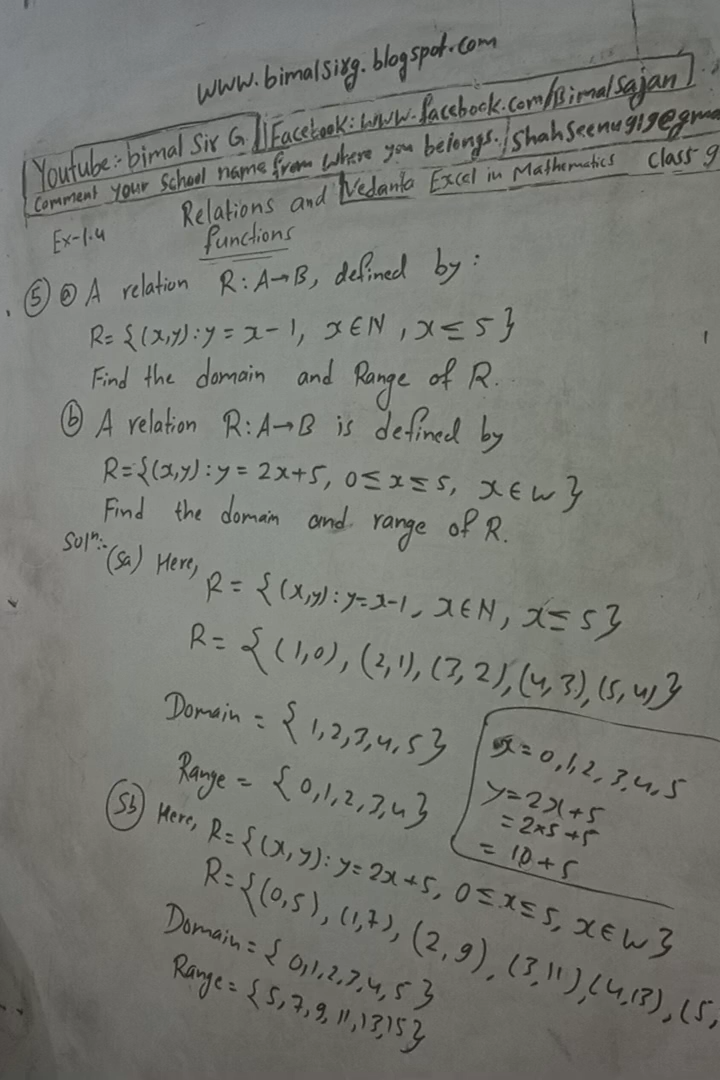 www.bimalsirg.blogspot.com
Youtube:- bimal Sir G || Facebook: www.facebook.com/Bimalsajan
Comment your School name from where you belongs. / Shahseenu919@gma
Vedanta Excel in Mathematics Class 9
Ex-1.4 Relations and functions
(5) (a) A relation R: A→B, defined by:
R= {(x,y): y = x-1, x∈N, x≤5}
Find the domain and Range of R.
(b) A relation R: A→B is defined by
R={(x,y): y= 2x+5, 0≤x≤5, x∈W}
Find the domain and range of R.
Solⁿ:- (5a) Here,
R = {(x,y): y=x-1, x∈N, x≤5}
R= {(1,0), (2,1), (3,2), (4,3), (5,4)}
Domain = {1,2,3,4,5}
Range = {0,1,2,3,4}
x=0,1,2,3,4,5
y=2x+5
=2×5+5
= 10+5
(5b) Here, R={(x,y): y=2x+5, 0≤x≤5, x∈W}
R={(0,5), (1,7), (2,9), (3,11), (4,13), (5,
Domain = {0,1,2,3,4,5}
Range = {5,7,9,11,13,15}